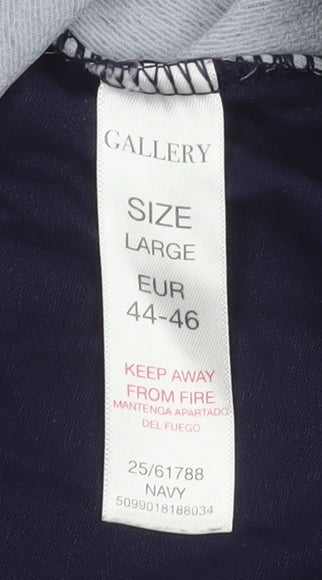 GALLERY
SIZE
LARGE
EUR
44-46
KEEP AWAY
FROM FIRE
MANTENGA APARTADO
DEL FUEGO
25/61788
NAVY
5099018188034